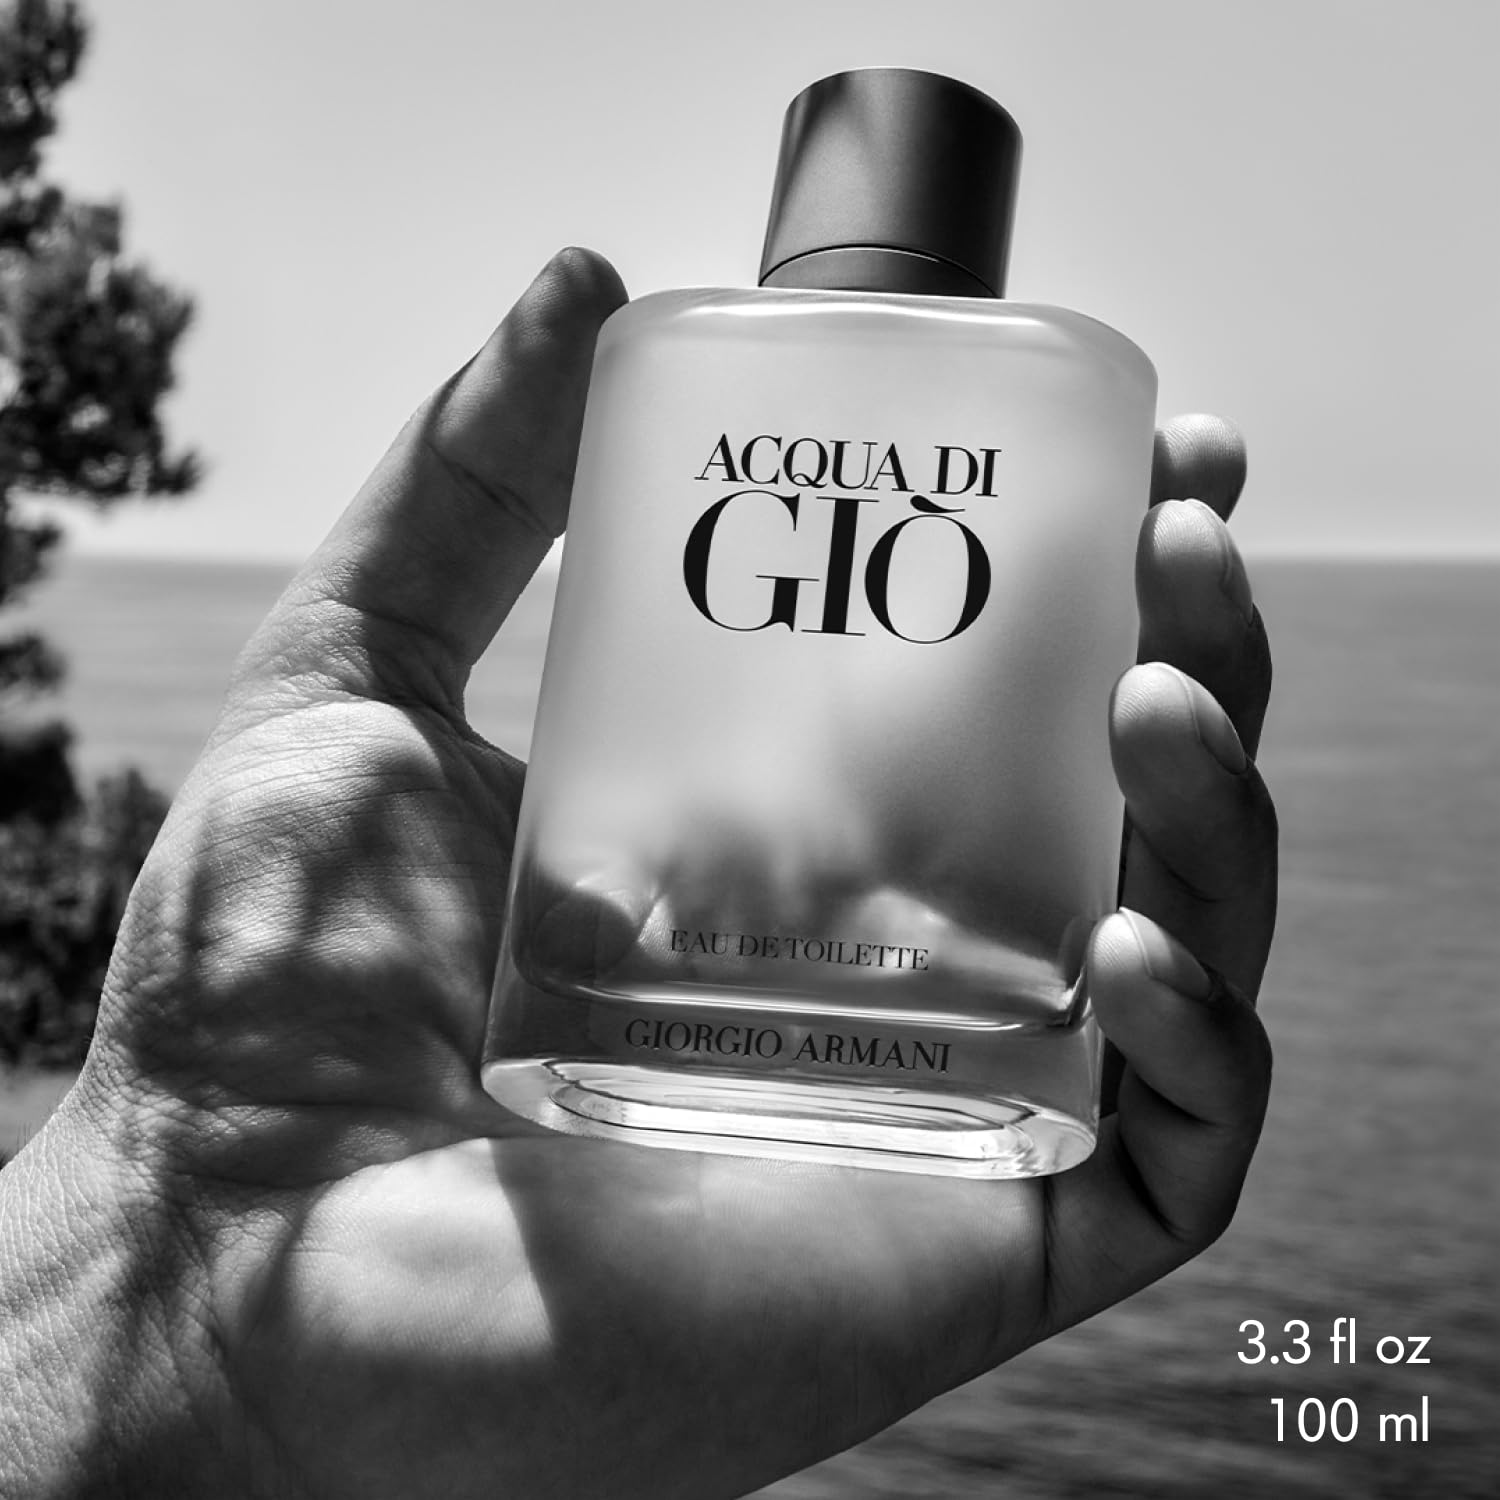 ACQUA DI
GIÒ
EAU DE TOILETTE
GIORGIO ARMANI
3.3 fl oz
100 ml